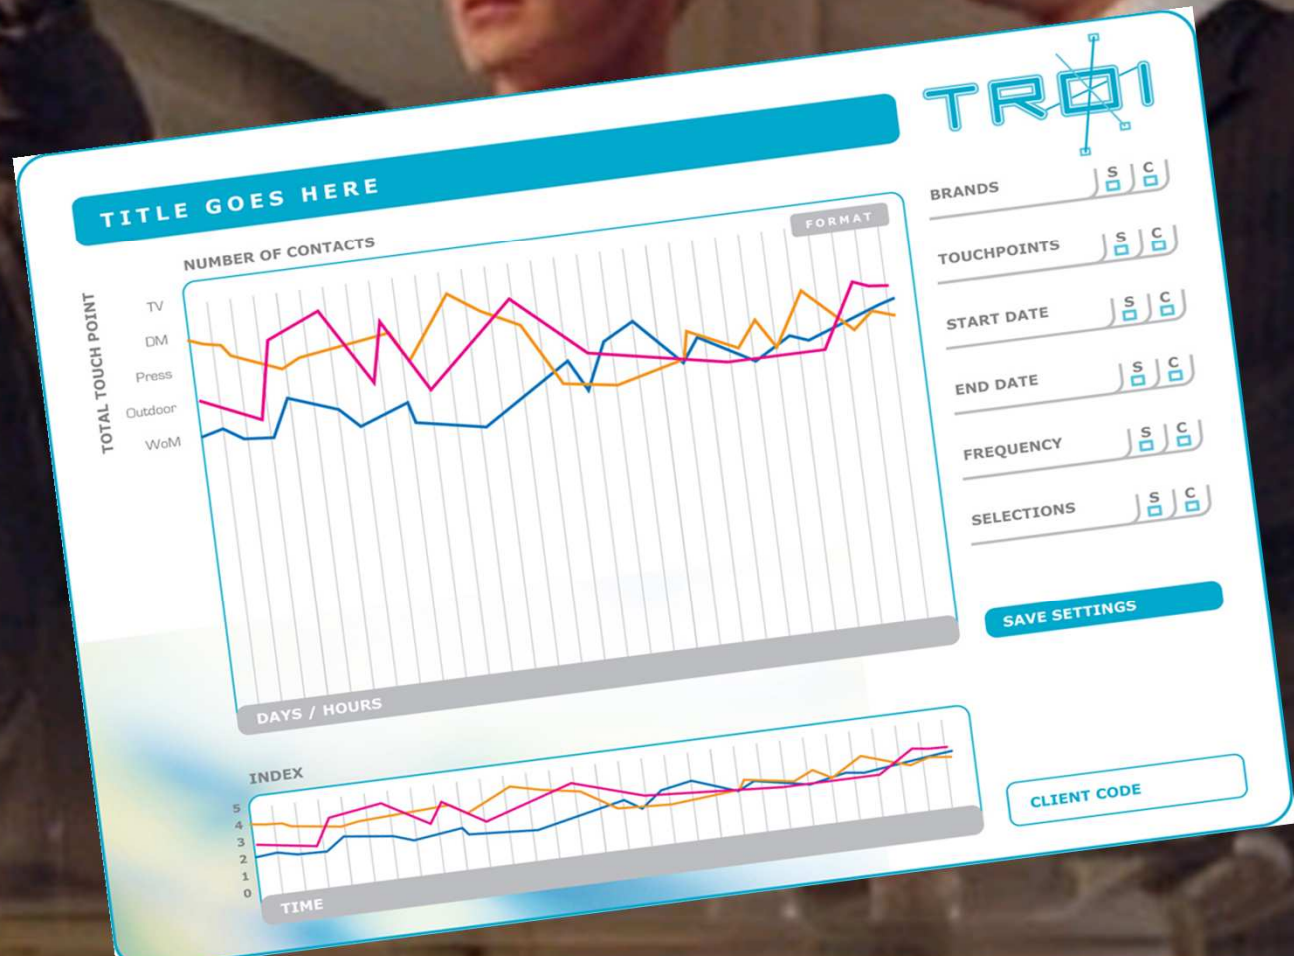 TROI
TITLE GOES HERE
NUMBER OF CONTACTS
FORMAT
TOTAL TOUCH POINT
TV
DM
Press
Outdoor
WoM
DAYS / HOURS
INDEX
5
4
3
2
1
0
TIME
BRANDS S C
TOUCHPOINTS S C
START DATE S C
END DATE S C
FREQUENCY S C
SELECTIONS S C
SAVE SETTINGS
CLIENT CODE